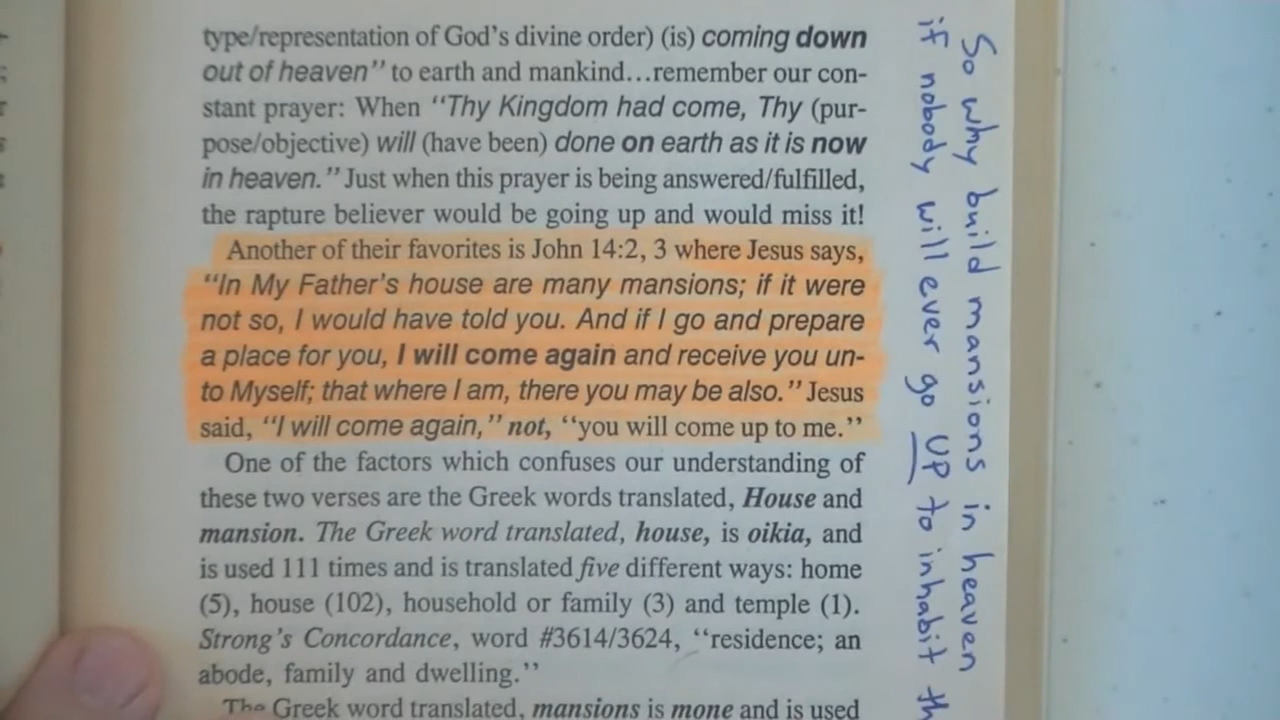 type/representation of God's divine order) (is) coming down
out of heaven" to earth and mankind...remember our con-
stant prayer: When "Thy Kingdom had come, Thy (pur-
pose/objective) will (have been) done on earth as it is now
in heaven." Just when this prayer is being answered/fulfilled,
the rapture believer would be going up and would miss it!
Another of their favorites is John 14:2, 3 where Jesus says,
"In My Father's house are many mansions; if it were
not so, I would have told you. And if I go and prepare
a place for you, I will come again and receive you un-
to Myself; that where I am, there you may be also." Jesus
said, "I will come again," not, "you will come up to me."
One of the factors which confuses our understanding of
these two verses are the Greek words translated, House and
mansion. The Greek word translated, house, is oikia, and
is used 111 times and is translated five different ways: home
(5), house (102), household or family (3) and temple (1).
Strong's Concordance, word #3614/3624, "residence; an
abode, family and dwelling."
The Greek word translated, mansions is mone and is used
So why build mansions in heaven
if nobody will ever go UP to inhabit